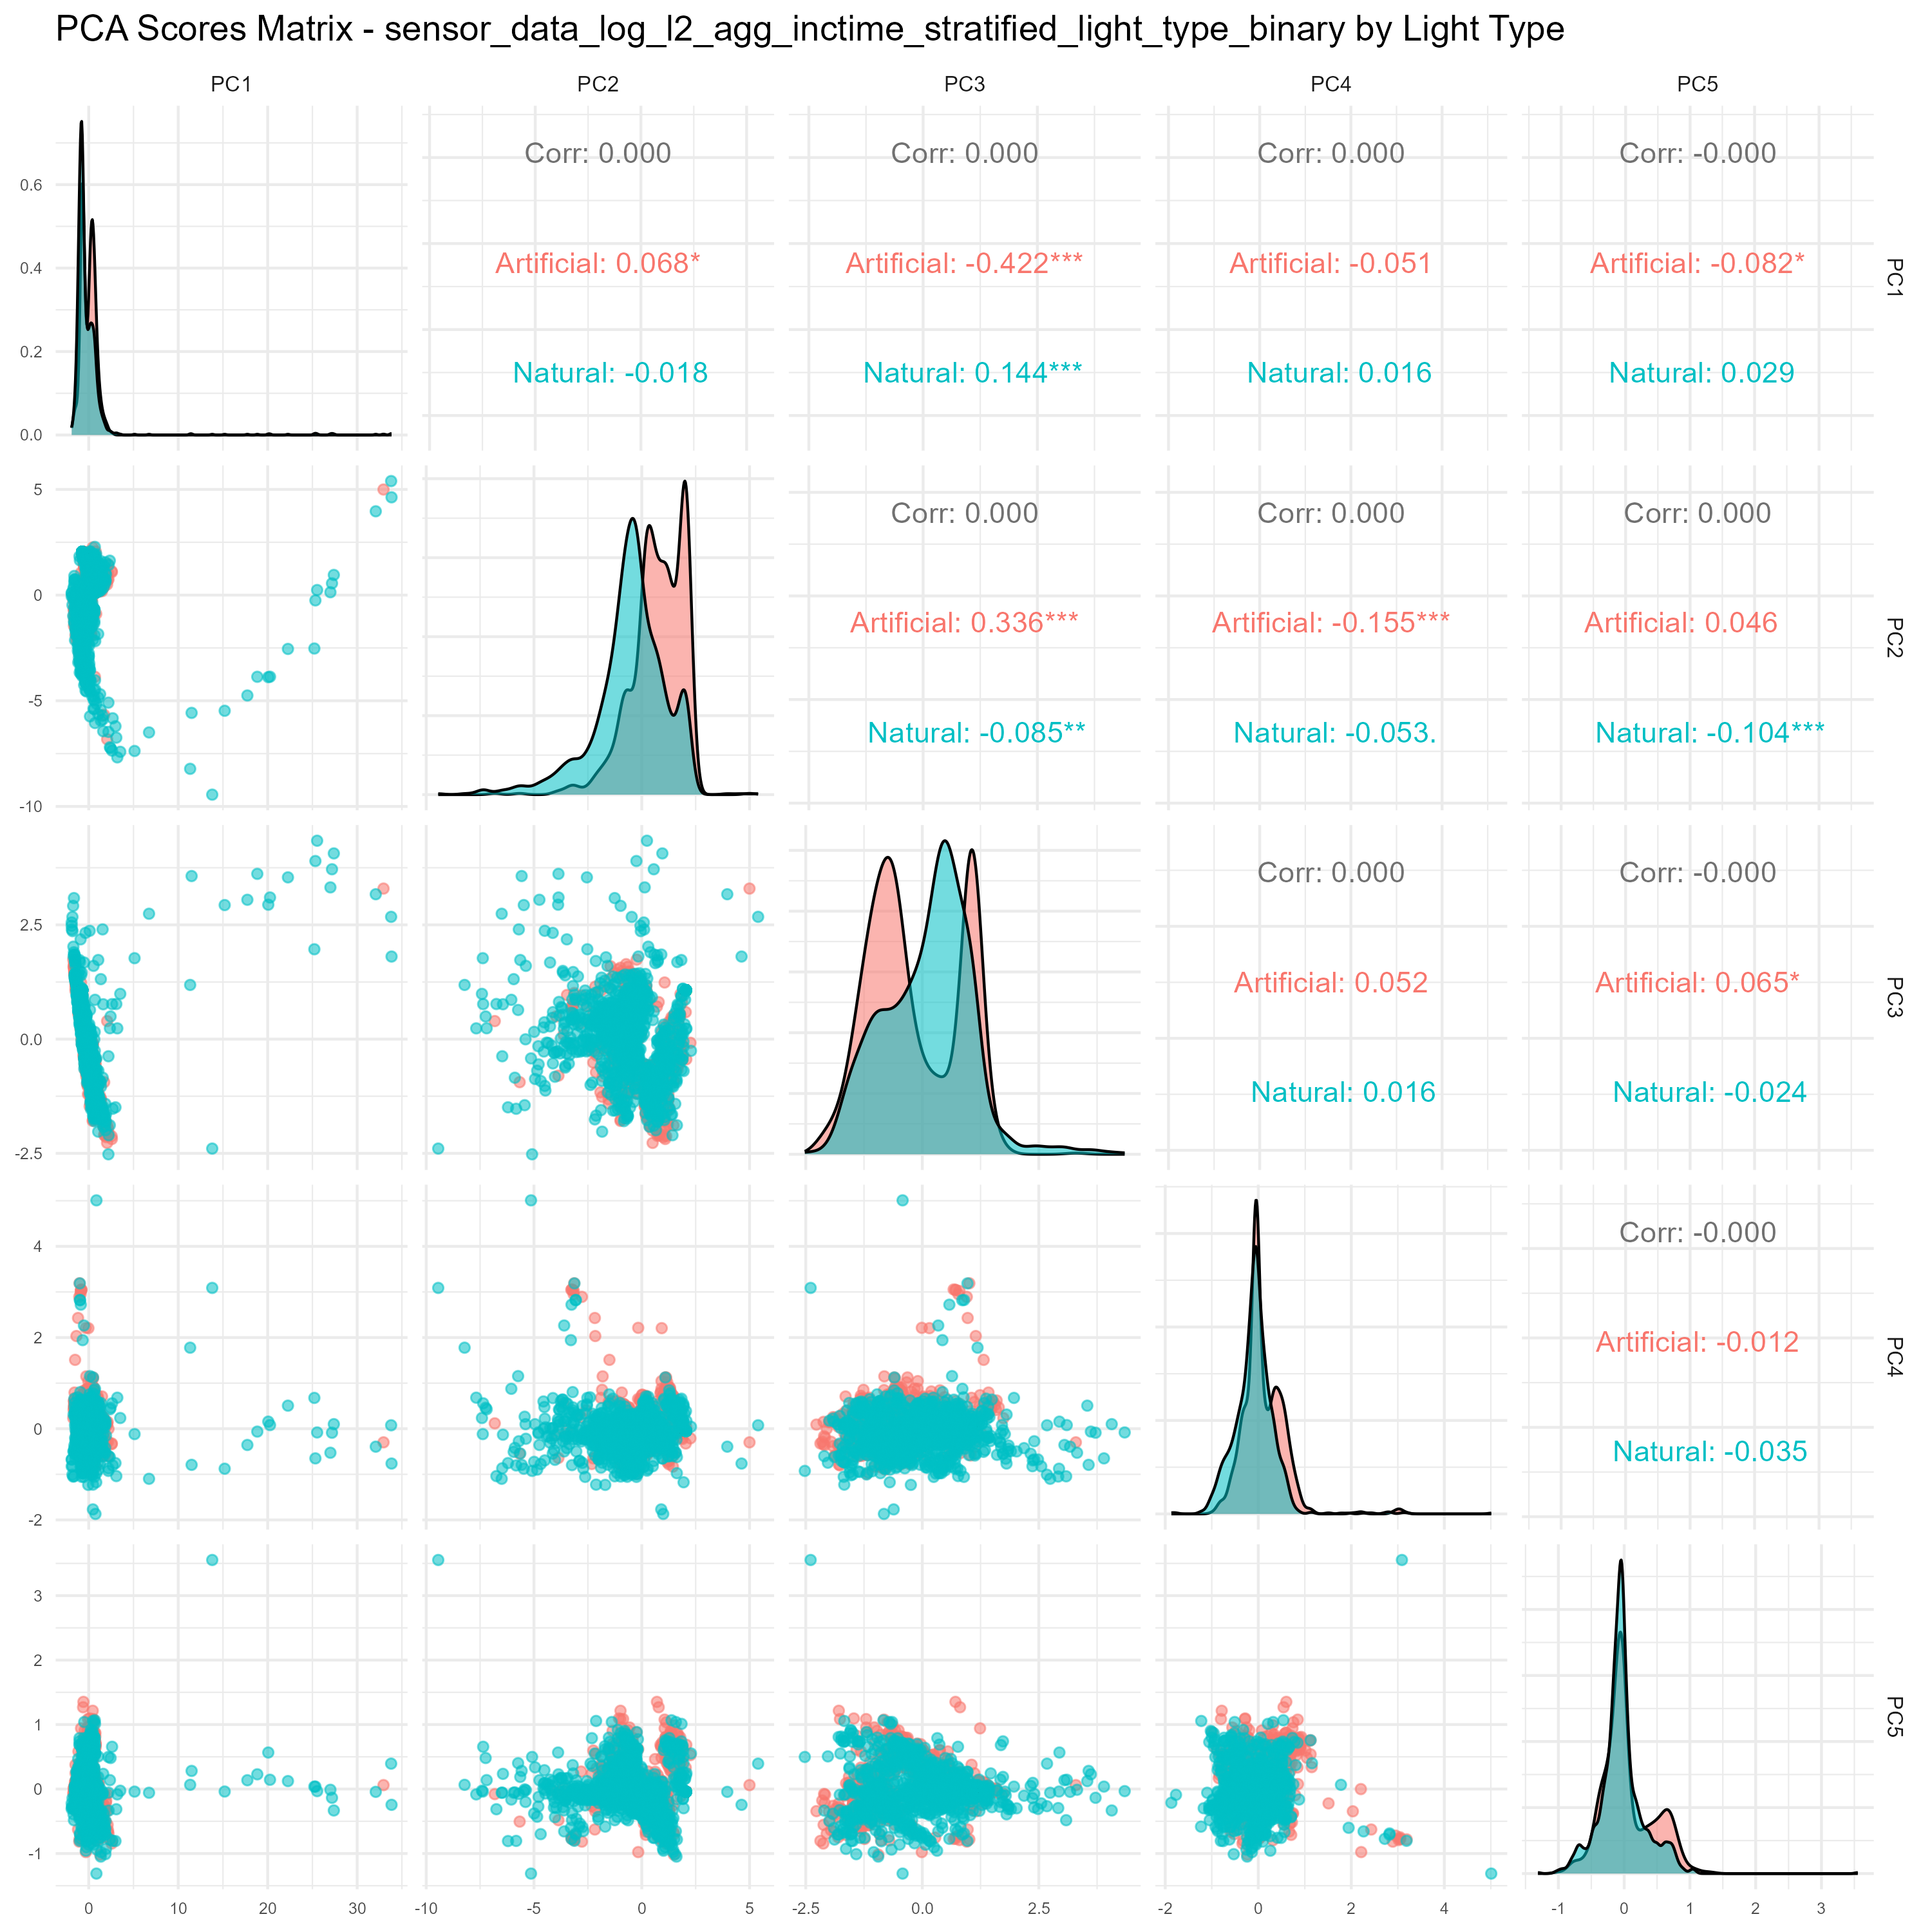 PCA Scores Matrix - sensor_data_log_l2_agg_inctime_stratified_light_type_binary by Light Type
PC1 PC2 PC3 PC4 PC5
0.6
0.4
0.2
0.0
Corr: 0.000
Artificial: 0.068*
Natural: -0.018
Corr: 0.000
Artificial: -0.422***
Natural: 0.144***
Corr: 0.000
Artificial: -0.051
Natural: 0.016
Corr: -0.000
Artificial: -0.082*
Natural: 0.029
PC1
5
0
-5
-10
Corr: 0.000
Artificial: 0.336***
Natural: -0.085**
Corr: 0.000
Artificial: -0.155***
Natural: -0.053.
Corr: 0.000
Artificial: 0.046
Natural: -0.104***
PC2
2.5
0.0
-2.5
Corr: 0.000
Artificial: 0.052
Natural: 0.016
Corr: -0.000
Artificial: 0.065*
Natural: -0.024
PC3
4
2
0
-2
Corr: -0.000
Artificial: -0.012
Natural: -0.035
PC4
3
2
1
0
-1
PC5
0 10 20 30
-10 -5 0 5
-2.5 0.0 2.5
-2 0 2 4
-1 0 1 2 3